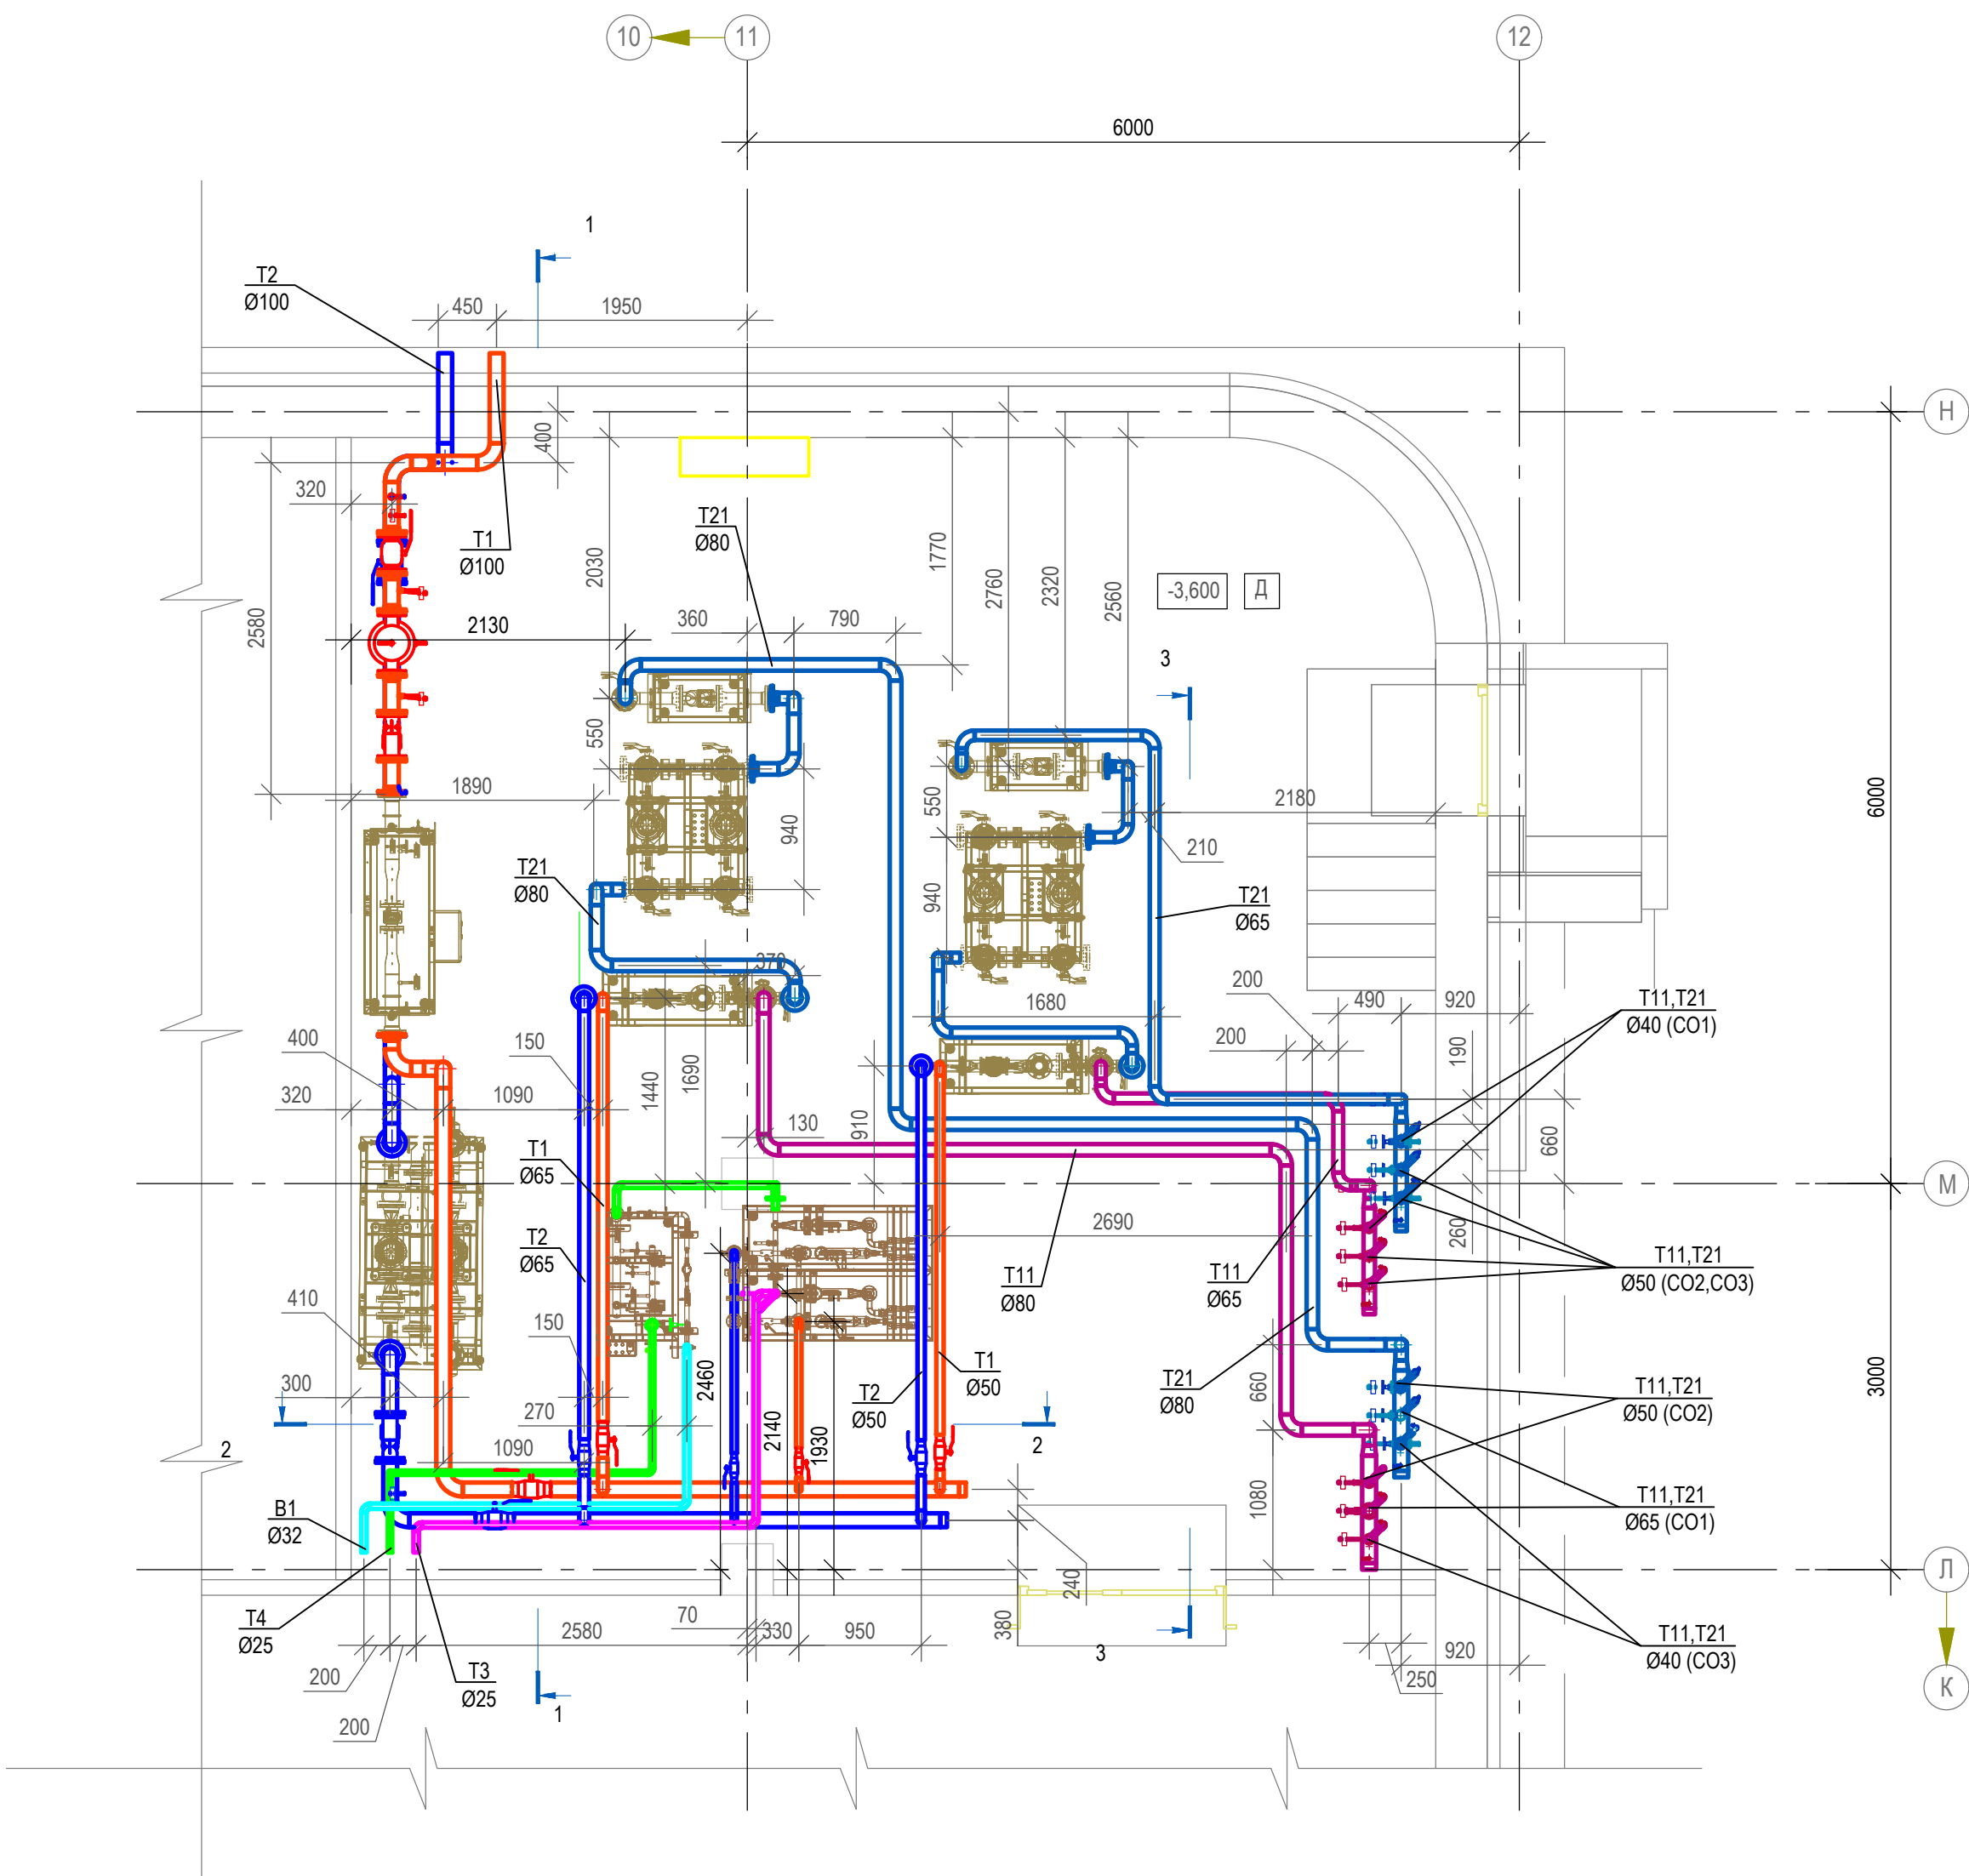 10
11
12
6000
1
T2
Ø100
450
1950
Н
400
320
T1
Ø100
T21
Ø80
2030
1770
2760
2320
2560
-3,600
Д
2580
2130
360
790
3
550
1890
940
550
2180
210
6000
T21
Ø80
940
T21
Ø65
370
1680
200
490
920
T11,T21
Ø40 (CO1)
400
150
200
190
320
1090
1440
1690
130
910
660
T1
Ø65
М
T2
Ø65
2690
260
T11
Ø80
T11
Ø65
T11,T21
Ø50 (CO2,CO3)
410
150
300
2460
T1
Ø50
T2
Ø50
T21
Ø80
660
T11,T21
Ø50 (CO2)
3000
270
2140
1930
2
1090
2
B1
Ø32
1080
T11,T21
Ø65 (CO1)
Л
240
T4
Ø25
2580
70
330
950
380
3
T11,T21
Ø40 (CO3)
920
200
T3
Ø25
250
К
200
1